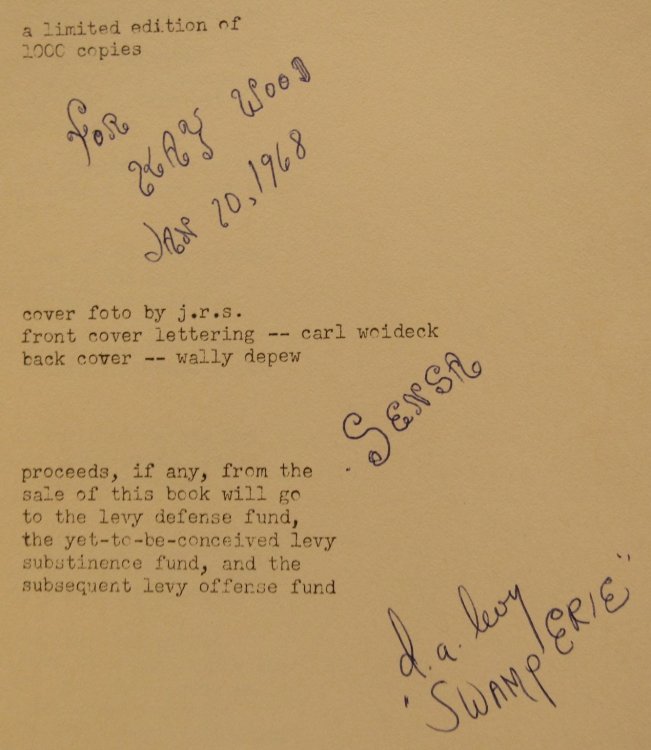 a limited edition of
1000 copies
FOR
KAY WOOD
JAN 20, 1968
cover foto by j.r.s.
front cover lettering -- carl woideck
back cover -- wally depew
SENSA
proceeds, if any, from the
sale of this book will go
to the levy defense fund,
the yet-to-be-conceived levy
substinence fund, and the
subsequent levy offense fund
d.a. levy
"SWAMP ERIE"